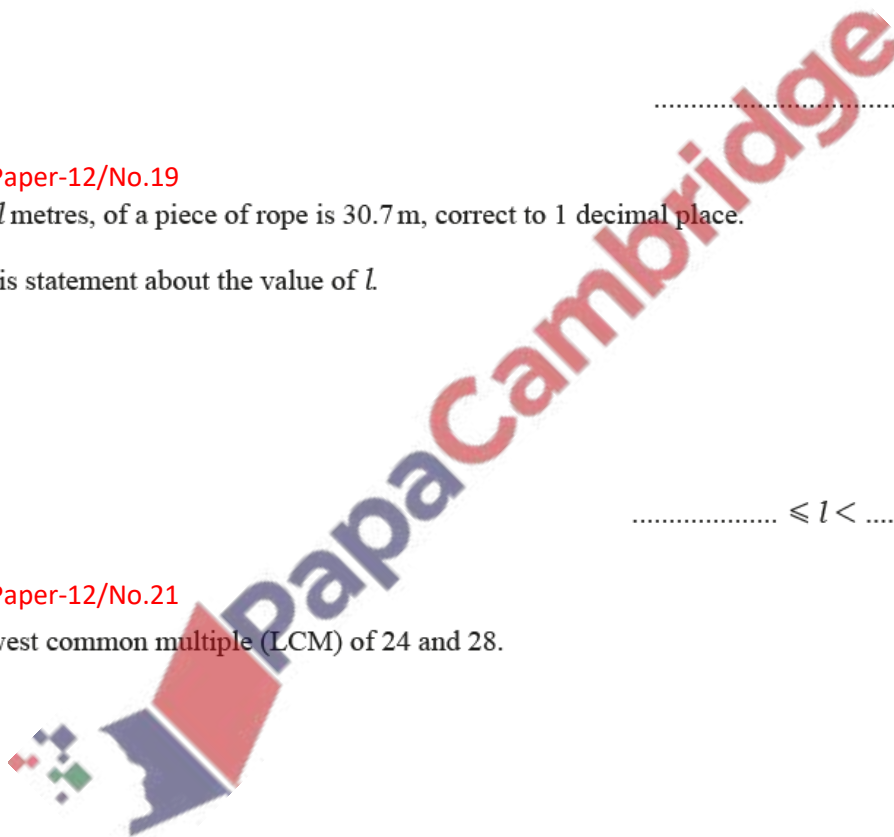 Paper-12/No.19
l metres, of a piece of rope is 30.7 m, correct to 1 decimal place.
is statement about the value of l.
.................... ⩽ l < ....
Paper-12/No.21
west common multiple (LCM) of 24 and 28.
PapaCambridge